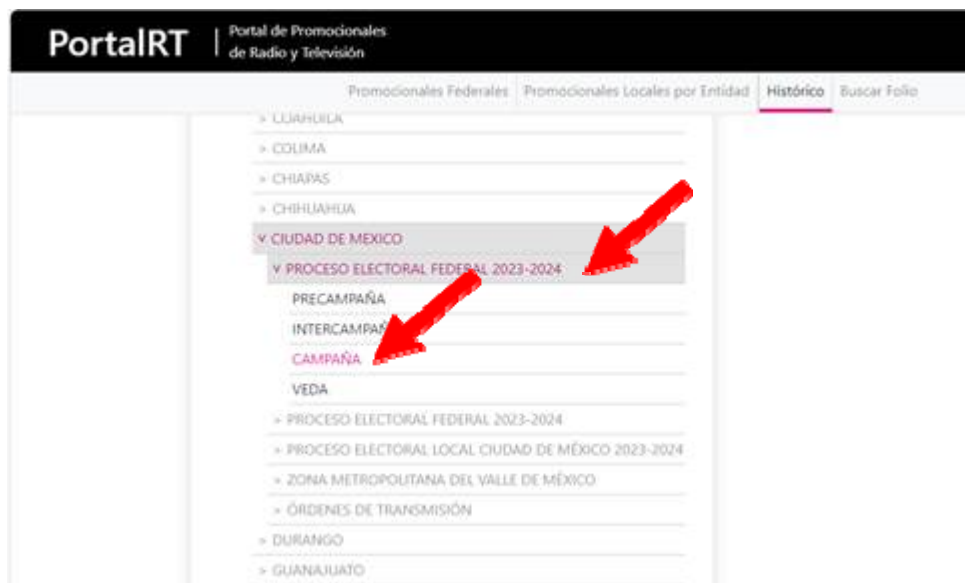 PortalRT | Portal de Promocionales
de Radio y Televisión
Promocionales Federales Promocionales Locales por Entidad Histórico Buscar Folio
> COAHUILA
> COLIMA
> CHIAPAS
> CHIHUAHUA
v CIUDAD DE MEXICO
v PROCESO ELECTORAL FEDERAL 2023-2024
PRECAMPAÑA
INTERCAMPAÑ
CAMPAÑA
VEDA
> PROCESO ELECTORAL FEDERAL 2023-2024
> PROCESO ELECTORAL LOCAL CIUDAD DE MÉXICO 2023-2024
> ZONA METROPOLITANA DEL VALLE DE MÉXICO
> ÓRDENES DE TRANSMISIÓN
> DURANGO
> GUANAJUATO